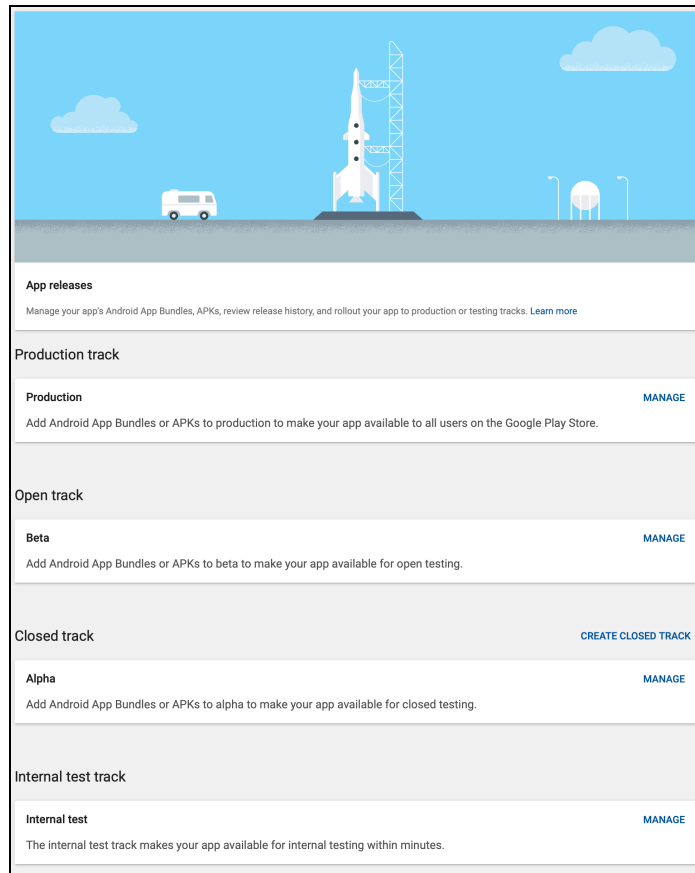 App releases
Manage your app's Android App Bundles, APKs, review release history, and rollout your app to production or testing tracks. Learn more
Production track
Production MANAGE
Add Android App Bundles or APKs to production to make your app available to all users on the Google Play Store.
Open track
Beta MANAGE
Add Android App Bundles or APKs to beta to make your app available for open testing.
Closed track CREATE CLOSED TRACK
Alpha MANAGE
Add Android App Bundles or APKs to alpha to make your app available for closed testing.
Internal test track
Internal test MANAGE
The internal test track makes your app available for internal testing within minutes.